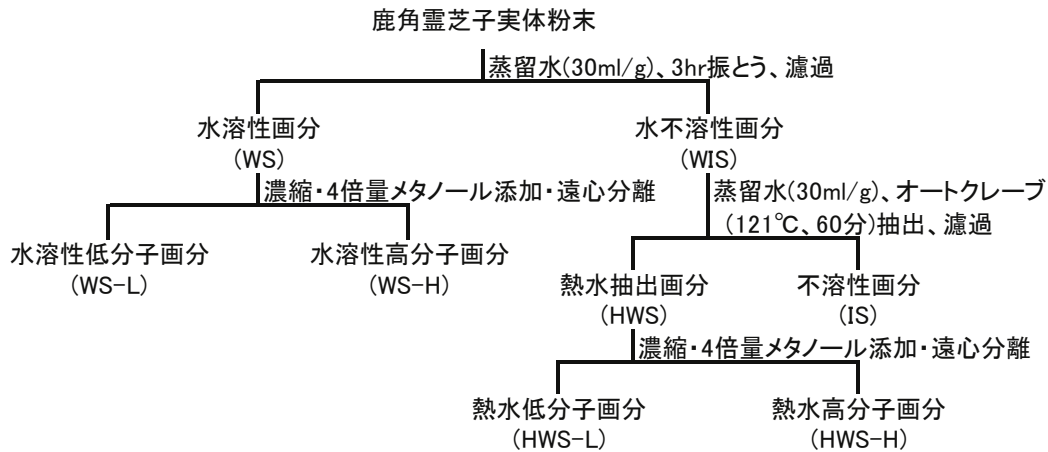 鹿角霊芝子実体粉末
蒸留水(30ml/g)、3hr振とう、濾過
水溶性画分
(WS)
水不溶性画分
(WIS)
濃縮・4倍量メタノール添加・遠心分離
蒸留水(30ml/g)、オートクレーブ
(121℃、60分)抽出、濾過
水溶性低分子画分
(WS-L)
水溶性高分子画分
(WS-H)
熱水抽出画分
(HWS)
不溶性画分
(IS)
濃縮・4倍量メタノール添加・遠心分離
熱水低分子画分
(HWS-L)
熱水高分子画分
(HWS-H)